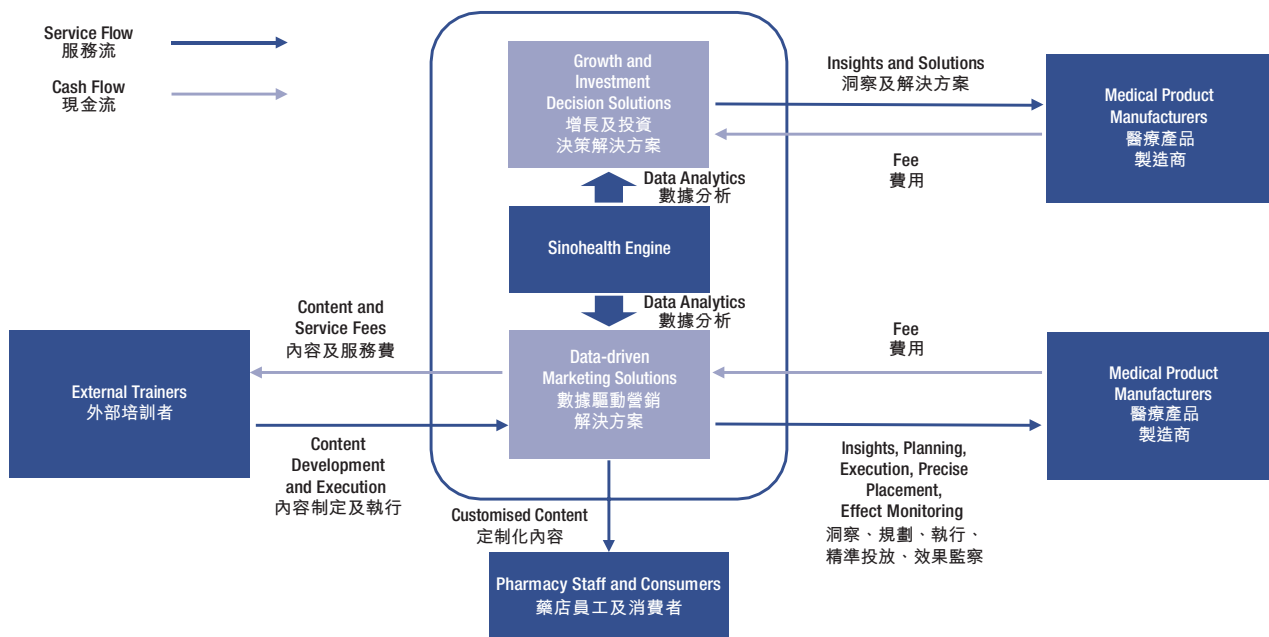 Service Flow
服務流
Cash Flow
現金流
Growth and
Investment
Decision Solutions
增長及投資
決策解決方案
Insights and Solutions
洞察及解決方案
Fee
費用
Medical Product
Manufacturers
醫療產品
製造商
Data Analytics
數據分析
Sinohealth Engine
Data Analytics
數據分析
Content and
Service Fees
內容及服務費
External Trainers
外部培訓者
Content
Development
and Execution
內容制定及執行
Data-driven
Marketing Solutions
數據驅動營銷
解決方案
Fee
費用
Medical Product
Manufacturers
醫療產品
製造商
Insights, Planning,
Execution, Precise
Placement,
Effect Monitoring
洞察、規劃、執行、
精準投放、效果監察
Customised Content
定制化內容
Pharmacy Staff and Consumers
藥店員工及消費者